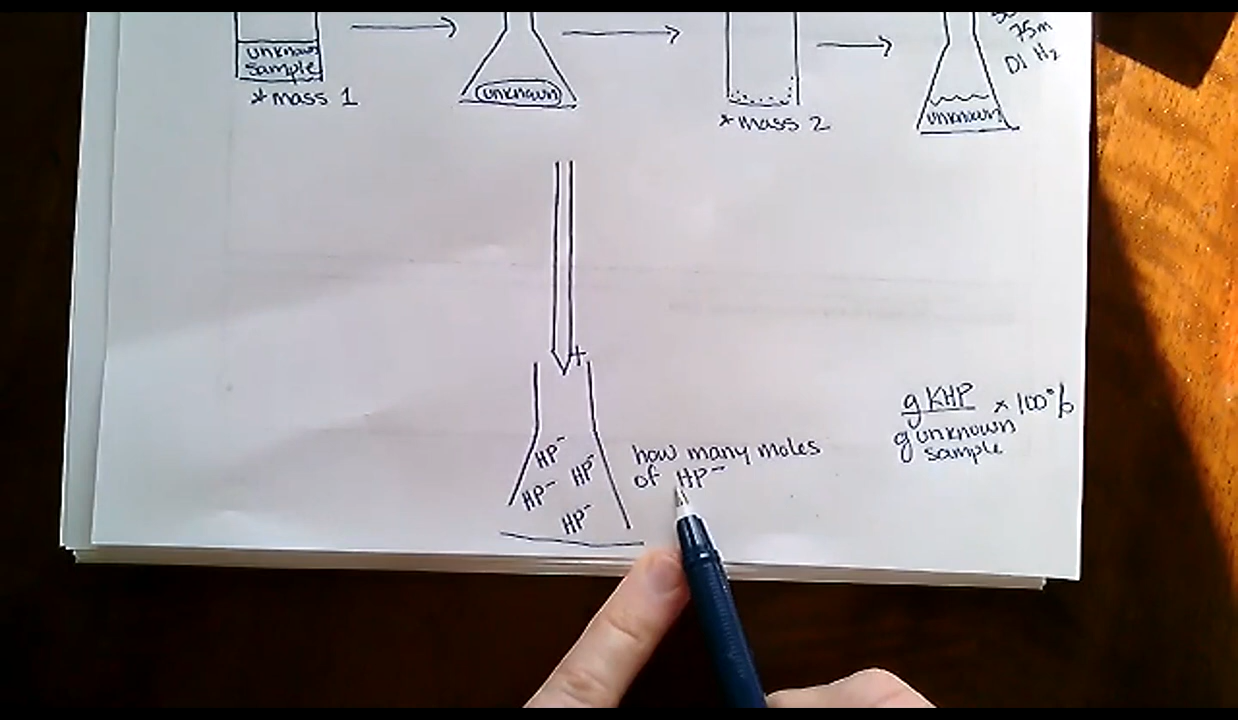 unknown
sample
* mass 1
unknown
* mass 2
75m
DI H2
unknown
HP⁻
HP⁻
HP⁻
HP⁻
how many moles
of HP⁻
g KHP
g unknown
sample
x 100%